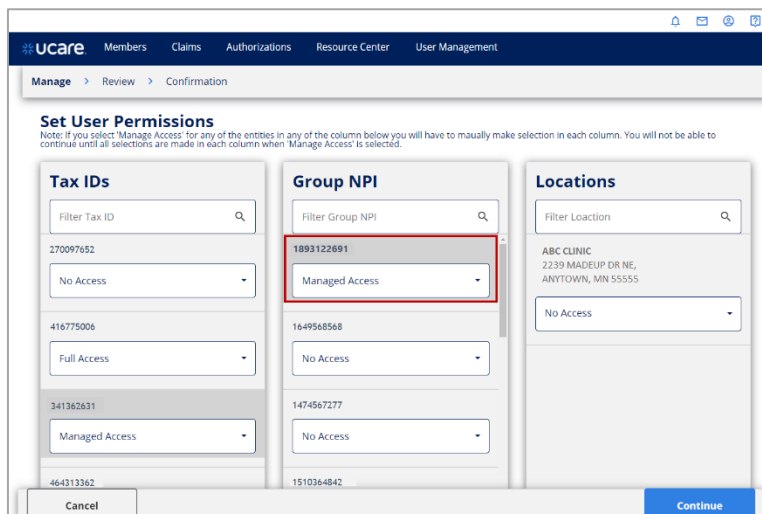 ucare. Members Claims Authorizations Resource Center User Management
Manage > Review > Confirmation
Set User Permissions
Note: If you select 'Manage Access' for any of the entities in any of the column below you will have to maually make selection in each column. You will not be able to
continue until all selections are made in each column when 'Manage Access' is selected.
Tax IDs
Filter Tax ID
270097652
No Access
416775006
Full Access
341362631
Managed Access
464313362
Group NPI
Filter Group NPI
1893122691
Managed Access
1649568568
No Access
1474567277
No Access
1510364842
Locations
Filter Loaction
ABC CLINIC
2239 MADEUP DR NE,
ANYTOWN, MN 55555
No Access
Cancel
Continue